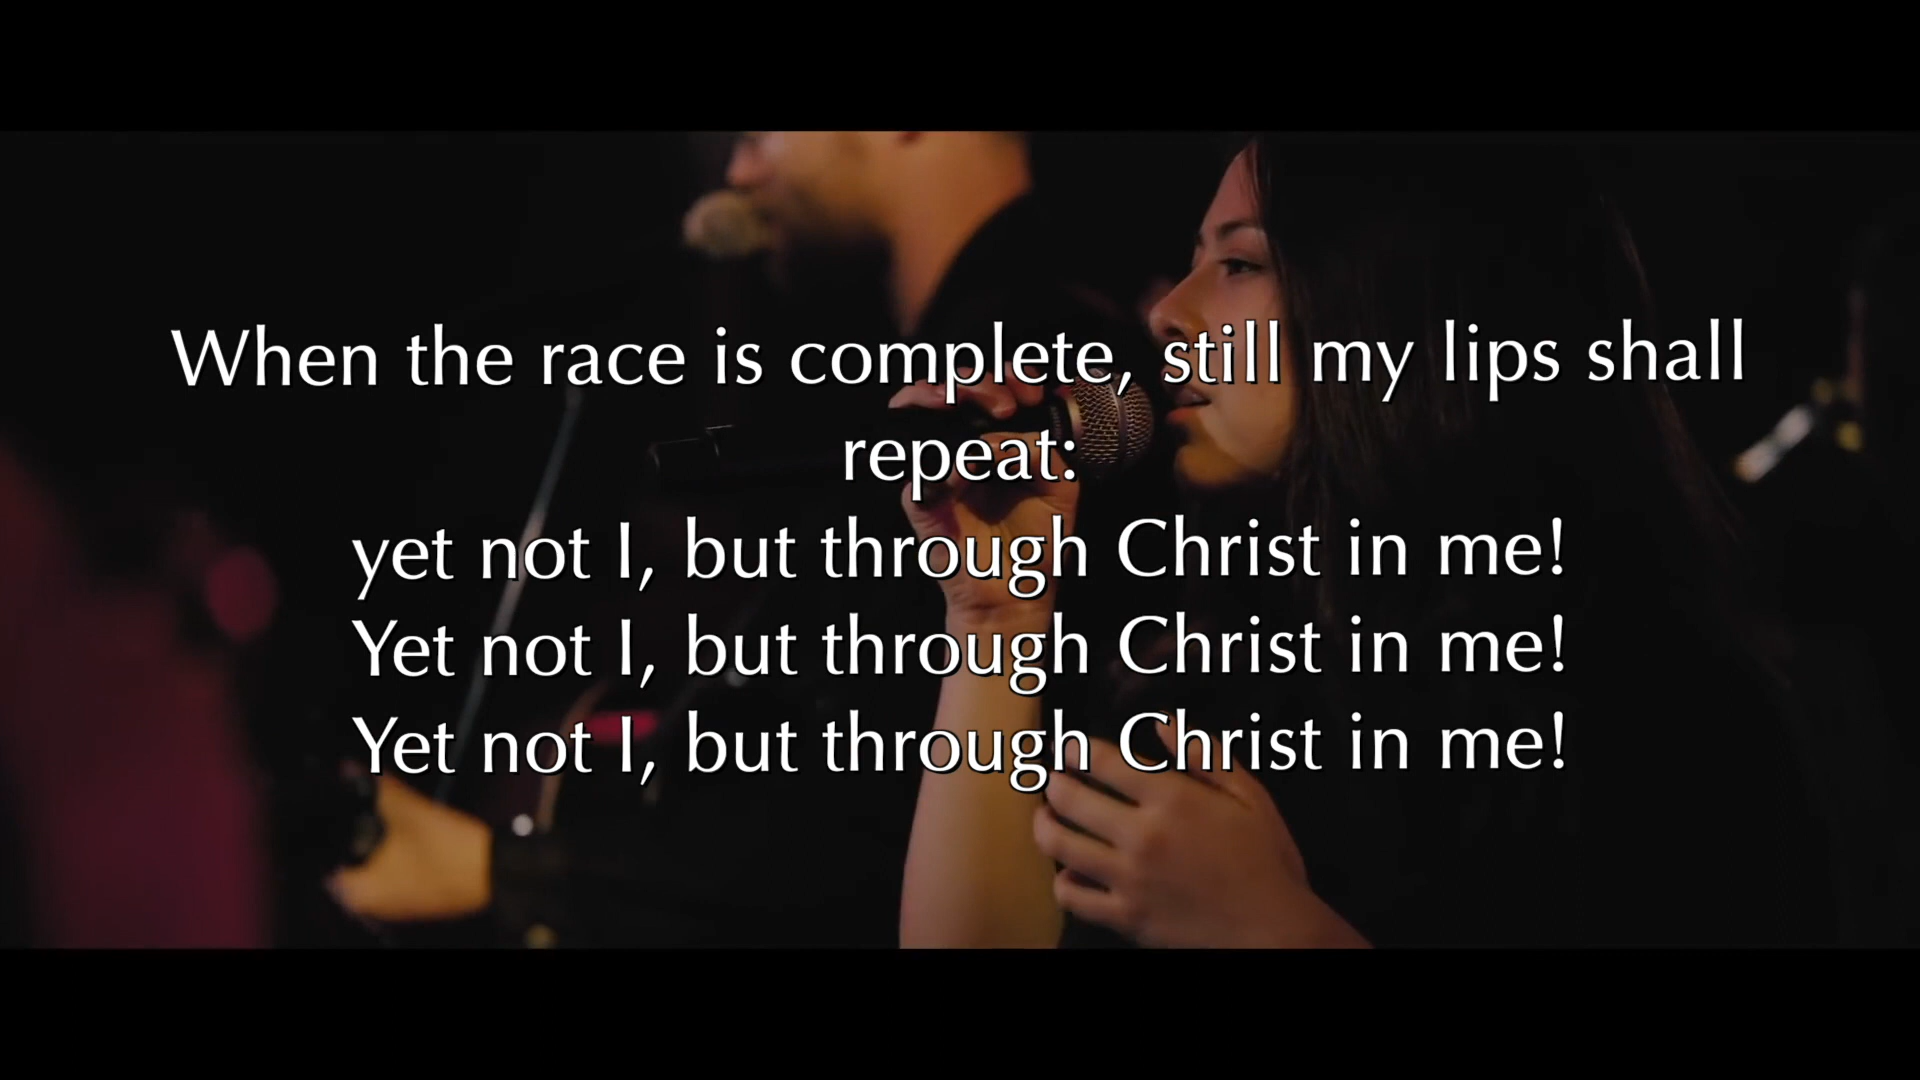 When the race is complete, still my lips shall
repeat:
yet not I, but through Christ in me!
Yet not I, but through Christ in me!
Yet not I, but through Christ in me!